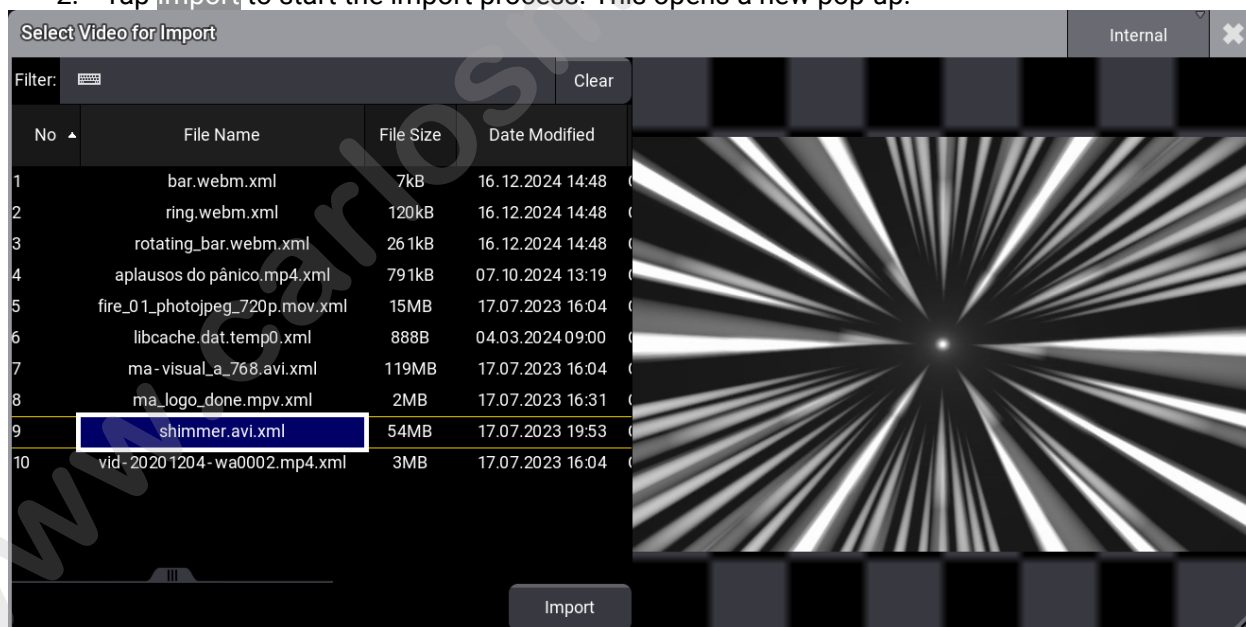 2. Tap Import to start the import process. This opens a new pop-up:
Select Video for Import
Internal
Filter:
Clear
No File Name File Size Date Modified
1 bar.webm.xml 7kB 16.12.2024 14:48
2 ring.webm.xml 120kB 16.12.2024 14:48
3 rotating_bar.webm.xml 261kB 16.12.2024 14:48
4 aplausos do pânico.mp4.xml 791kB 07.10.2024 13:19
5 fire_01_photojpeg_720p.mov.xml 15MB 17.07.2023 16:04
6 libcache.dat.temp0.xml 888B 04.03.2024 09:00
7 ma-visual_a_768.avi.xml 119MB 17.07.2023 16:04
8 ma_logo_done.mpv.xml 2MB 17.07.2023 16:31
9 shimmer.avi.xml 54MB 17.07.2023 19:53
10 vid-20201204-wa0002.mp4.xml 3MB 17.07.2023 16:04
Import